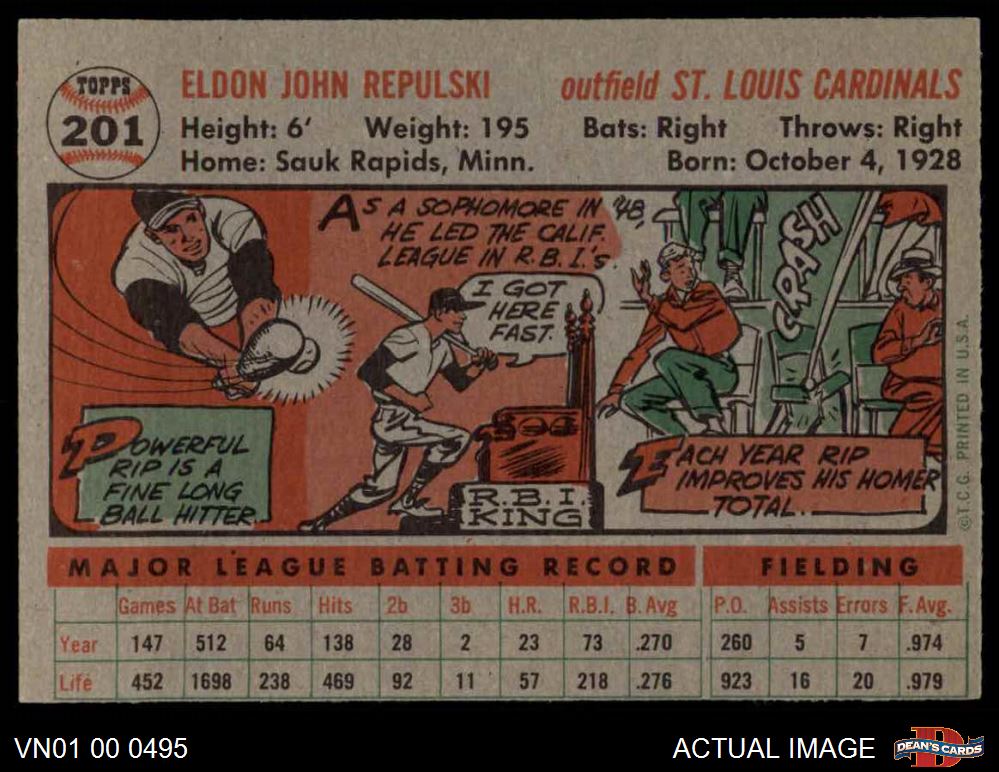 TOPPS
201
ELDON JOHN REPULSKI
outfield ST. LOUIS CARDINALS
Height: 6' Weight: 195 Bats: Right Throws: Right
Home: Sauk Rapids, Minn. Born: October 4, 1928
AS A SOPHOMORE IN '48,
HE LED THE CALIF.
LEAGUE IN R.B.I.'s.
I GOT
HERE
FAST.
CRASH
POWERFUL
RIP IS A
FINE LONG
BALL HITTER.
R.B.I.
KING
EACH YEAR RIP
IMPROVES HIS HOMER
TOTAL.
©T.C.G. PRINTED IN U.S.A.
MAJOR LEAGUE BATTING RECORD FIELDING
Games At Bat Runs Hits 2b 3b H.R. R.B.I. B. Avg P.O. Assists Errors F. Avg.
Year 147 512 64 138 28 2 23 73 .270 260 5 7 .974
Life 452 1698 238 469 92 11 57 218 .276 923 16 20 .979
VN01 00 0495
ACTUAL IMAGE
D
DEAN'S CARDS